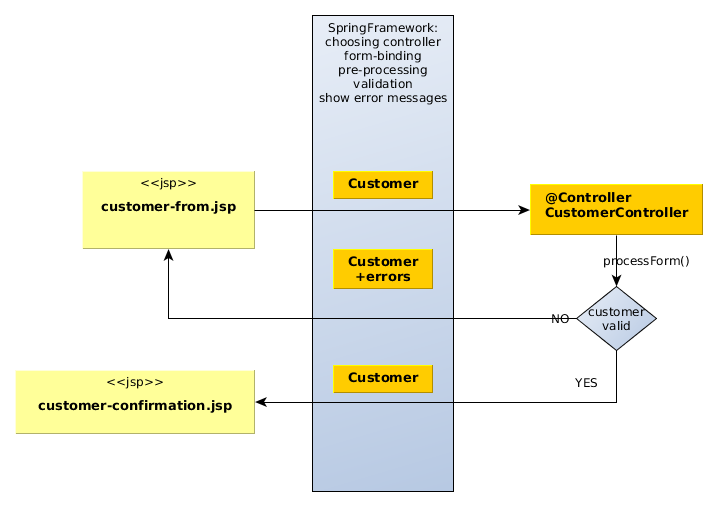 SpringFramework:
choosing controller
form-binding
pre-processing
validation
show error messages
<<jsp>>
customer-from.jsp
Customer
@Controller
CustomerController
Customer
+errors
processForm()
customer
valid
NO
<<jsp>>
customer-confirmation.jsp
Customer
YES